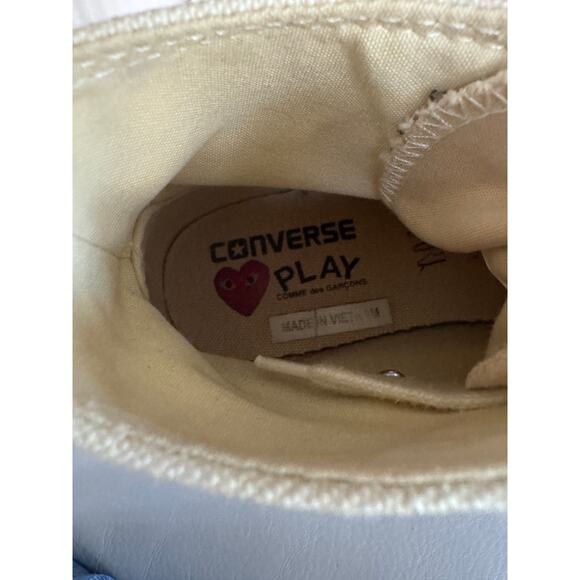 CONVERSE
PLAY
COMME des GARÇONS
MADE IN VIETNAM